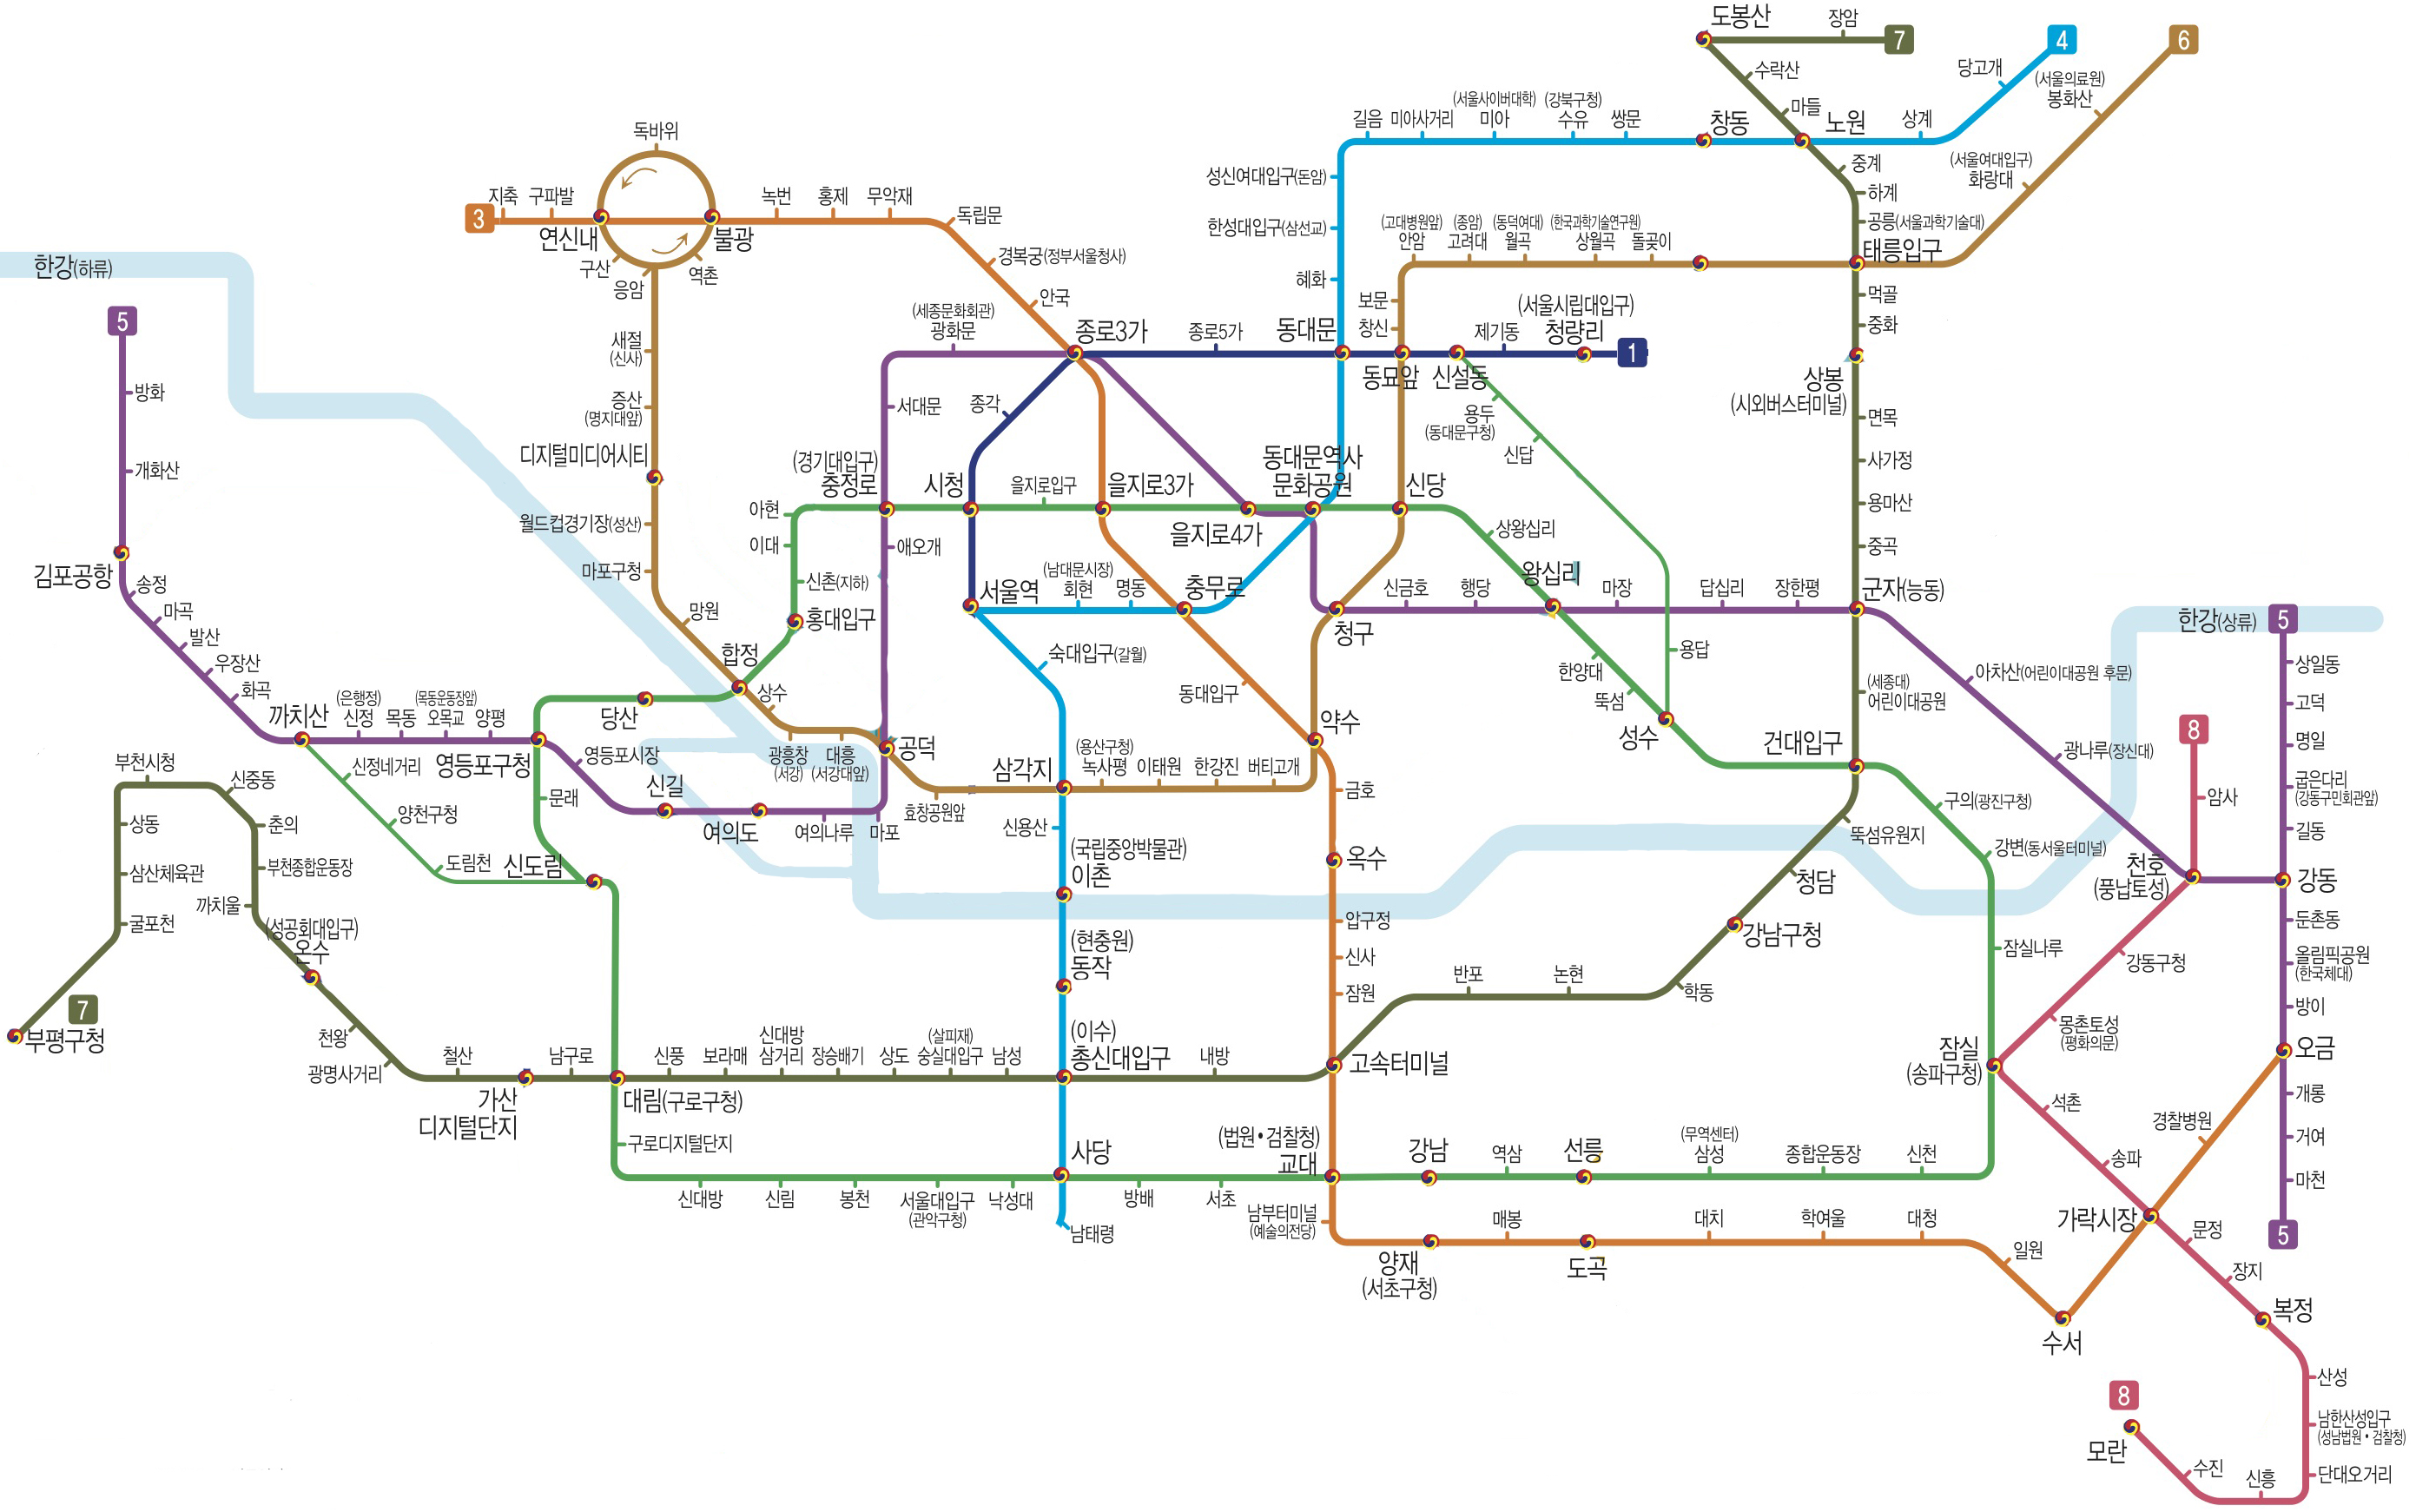 도봉산
장암
7
4
6
수락산
당고개
(서울의료원)
봉화산
마들
(서울사이버대학)
(강북구청)
길음
미아사거리
미아
수유
쌍문
창동
노원
상계
독바위
중계
(서울여대입구)
화랑대
성신여대입구(돈암)
하계
3
지축
구파발
녹번
홍제
무악재
독립문
연신내
불광
한성대입구(삼선교)
(고대병원앞)
안암
(종암)
고려대
(동덕여대)
월곡
(한국과학기술연구원)
상월곡
돌곶이
공릉(서울과학기술대)
태릉입구
구산
역촌
응암
경복궁(정부서울청사)
한강(하류)
혜화
안국
보문
창신
먹골
중화
5
(세종문화회관)
광화문
종로3가
종로5가
동대문
제기동
(서울시립대입구)
청량리
1
새절
(신사)
동묘앞
신설동
상봉
(시외버스터미널)
방화
증산
(명지대앞)
서대문
종각
용두
(동대문구청)
면목
개화산
디지털미디어시티
(경기대입구)
충정로
시청
을지로입구
을지로3가
동대문역사
문화공원
신당
신답
사가정
용마산
월드컵경기장(성산)
아현
이대
애오개
을지로4가
상왕십리
중곡
김포공항
송정
마포구청
신촌(지하)
(남대문시장)
회현
명동
충무로
서울역
신금호
행당
왕십리
마장
답십리
장한평
군자(능동)
마곡
망원
홍대입구
청구
한강(상류)
5
발산
우장산
화곡
합정
상수
숙대입구(갈월)
동대입구
한양대
뚝섬
용답
(세종대)
어린이대공원
아차산(어린이대공원 후문)
상일동
고덕
까치산
(은행정)
신정
목동
(목동운동장앞)
오목교
양평
당산
약수
성수
건대입구
8
광나루(장신대)
명일
영등포구청
영등포시장
광흥창
(서강)
대흥
(서강대앞)
공덕
삼각지
(용산구청)
녹사평
이태원
한강진
버티고개
부천시청
신중동
신정네거리
신길
여의도
여의나루
마포
효창공원앞
금호
구의(광진구청)
암사
굽은다리
(강동구민회관앞)
상동
춘의
양천구청
문래
신용산
뚝섬유원지
길동
삼산체육관
부천종합운동장
도림천
신도림
(국립중앙박물관)
이촌
옥수
청담
강변(동서울터미널)
천호
(풍납토성)
강동
굴포천
까치울
(성공회대입구)
온수
(현충원)
동작
압구정
신사
잠원
강남구청
잠실나루
강동구청
둔촌동
올림픽공원
(한국체대)
7
부평구청
천왕
반포
논현
학동
방이
광명사거리
철산
가산
디지털단지
남구로
대림(구로구청)
신풍
보라매
신대방
삼거리
장승배기
상도
(살피재)
숭실대입구
남성
(이수)
총신대입구
내방
고속터미널
잠실
(송파구청)
몽촌토성
(평화의문)
오금
석촌
개롱
구로디지털단지
사당
(법원•검찰청)
교대
강남
역삼
선릉
(무역센터)
삼성
종합운동장
신천
송파
경찰병원
거여
마천
신대방
신림
봉천
서울대입구
(관악구청)
낙성대
방배
서초
남태령
남부터미널
(예술의전당)
매봉
대치
학여울
대청
가락시장
문정
5
양재
(서초구청)
도곡
일원
장지
수서
복정
산성
8
모란
남한산성입구
(성남법원•검찰청)
수진
신흥
단대오거리